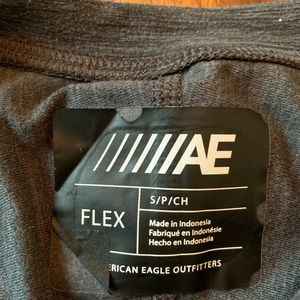 //////AE
S/P/CH
FLEX
Made in Indonesia
Fabriqué en Indonésie
Hecho en Indonesia
ERICAN EAGLE OUTFITTERS